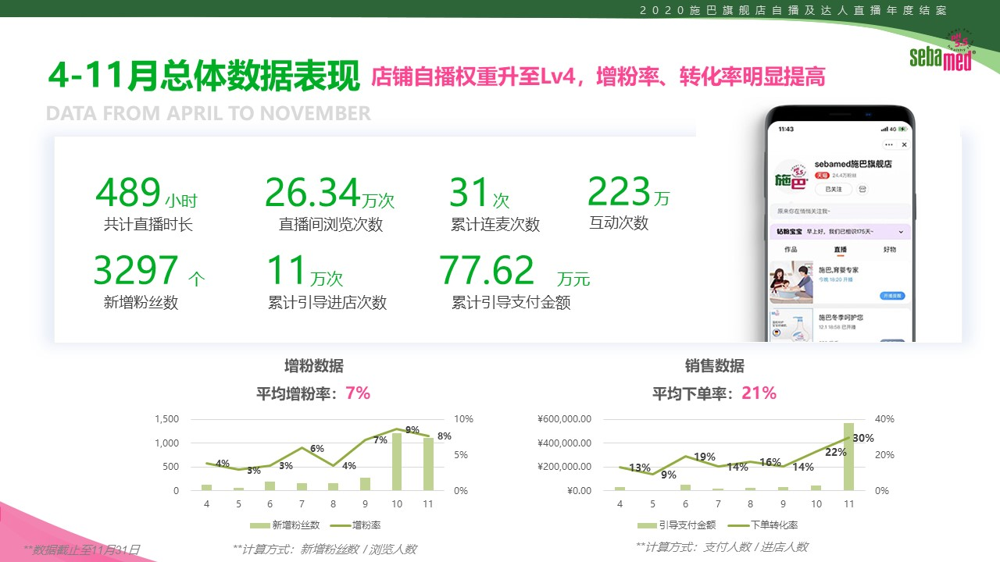 2020施巴旗舰店自播及达人直播年度结案
sebamed
4-11月总体数据表现 店铺自播权重升至Lv4，增粉率、转化率明显提高
DATA FROM APRIL TO NOVEMBER
489 小时
共计直播时长
26.34万次
直播间浏览次数
31 次
累计连麦次数
223万
互动次数
3297 个
新增粉丝数
11 万次
累计引导进店次数
77.62 万元
累计引导支付金额
11:43
4G
sebamed施巴旗舰店
天猫 24.4万粉丝
已关注
施巴
原来你在悄悄关注我~
钻粉宝宝 早上好，我们已相识175天~
作品 直播 好物
施巴,育婴专家
今晚 18:20 开播
开播提醒
施巴冬季呵护您
12.1 18:58 已开播
增粉数据
平均增粉率：7%
1,500
1,000
500
0
10%
5%
0%
4%
3%
3%
6%
4%
7%
9%
8%
4 5 6 7 8 9 10 11
新增粉丝数 增粉率
**计算方式：新增粉丝数 / 浏览人数
销售数据
平均下单率：21%
¥600,000.00
¥400,000.00
¥200,000.00
¥0.00
40%
20%
0%
13%
9%
19%
14%
16%
14%
22%
30%
4 5 6 7 8 9 10 11
引导支付金额 下单转化率
**计算方式：支付人数 / 进店人数
**数据截止至11月31日